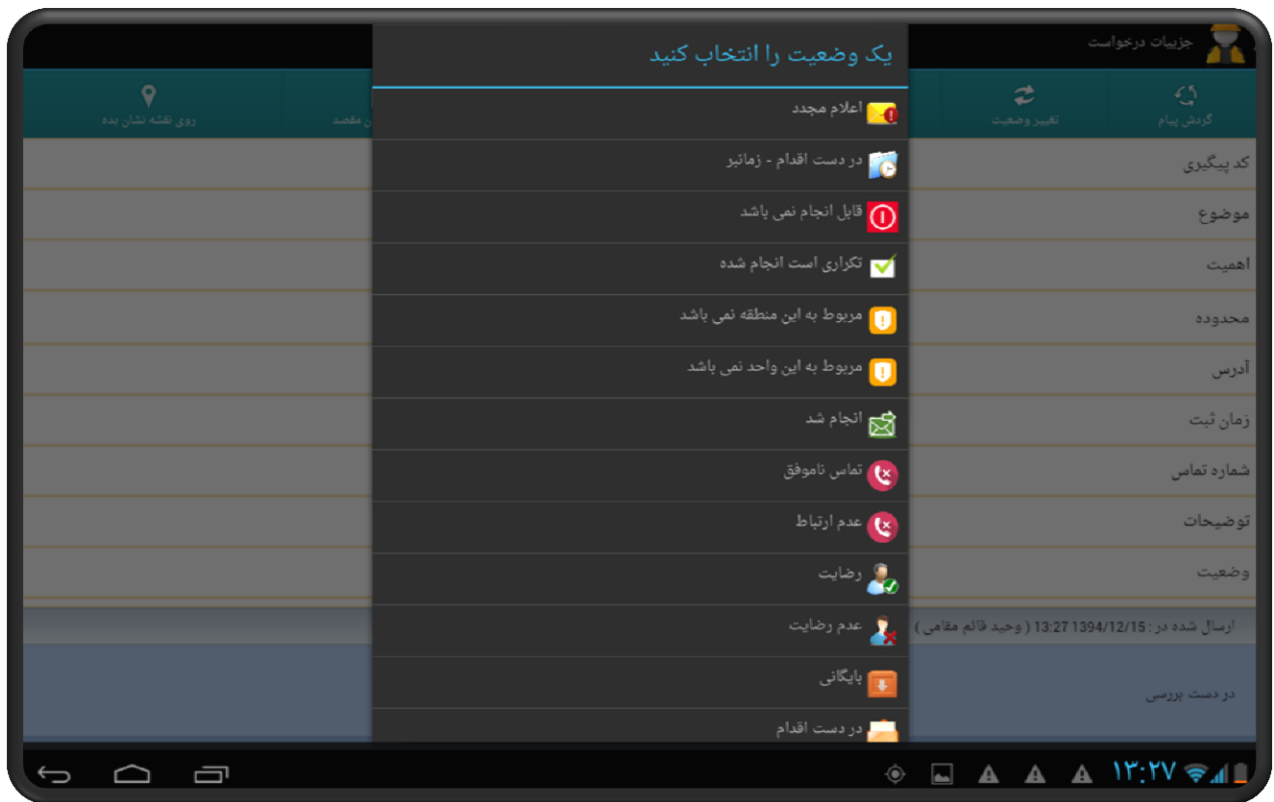 جزییات درخواست
یک وضعیت را انتخاب کنید
گردش پیام
تغییر وضعیت
ن مقصد
روی نقشه نشان بده
کد پیگیری
موضوع
اهمیت
محدوده
آدرس
زمان ثبت
شماره تماس
توضیحات
وضعیت
اعلام مجدد
در دست اقدام - زمانبر
قابل انجام نمی باشد
تکراری است انجام شده
مربوط به این منطقه نمی باشد
مربوط به این واحد نمی باشد
انجام شد
تماس ناموفق
عدم ارتباط
رضایت
عدم رضایت
بایگانی
در دست اقدام
ارسال شده در : 1394/12/15 13:27 ( وحید قائم مقامی )
در دست بررسی
۱۳:۲۷